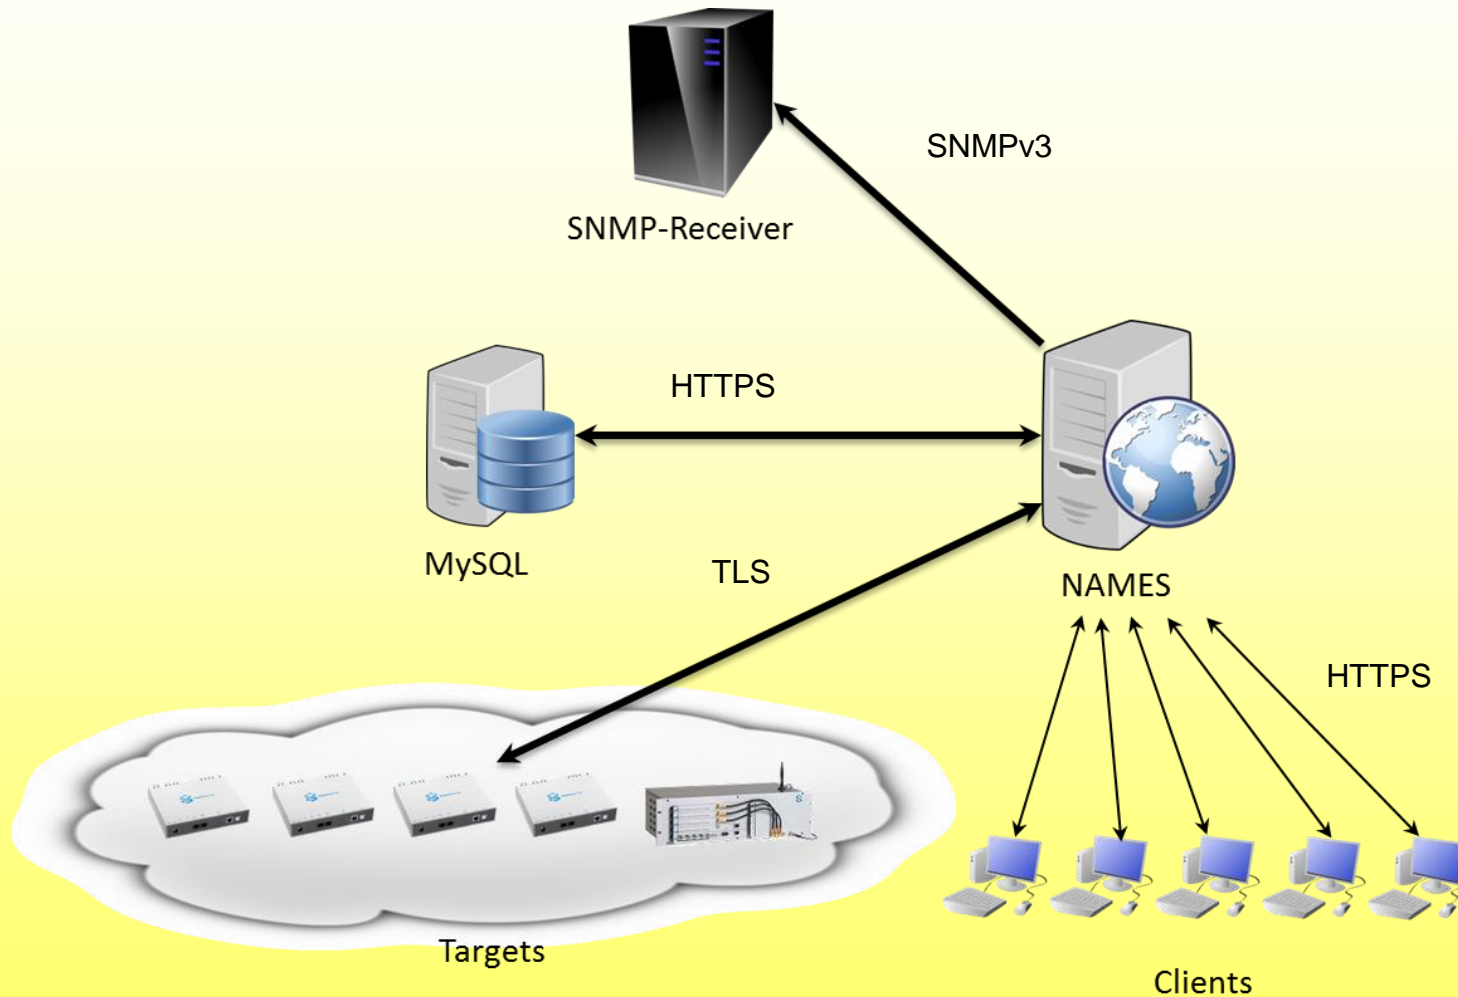 SNMPv3
SNMP-Receiver
HTTPS
MySQL
TLS
NAMES
HTTPS
Targets
Clients